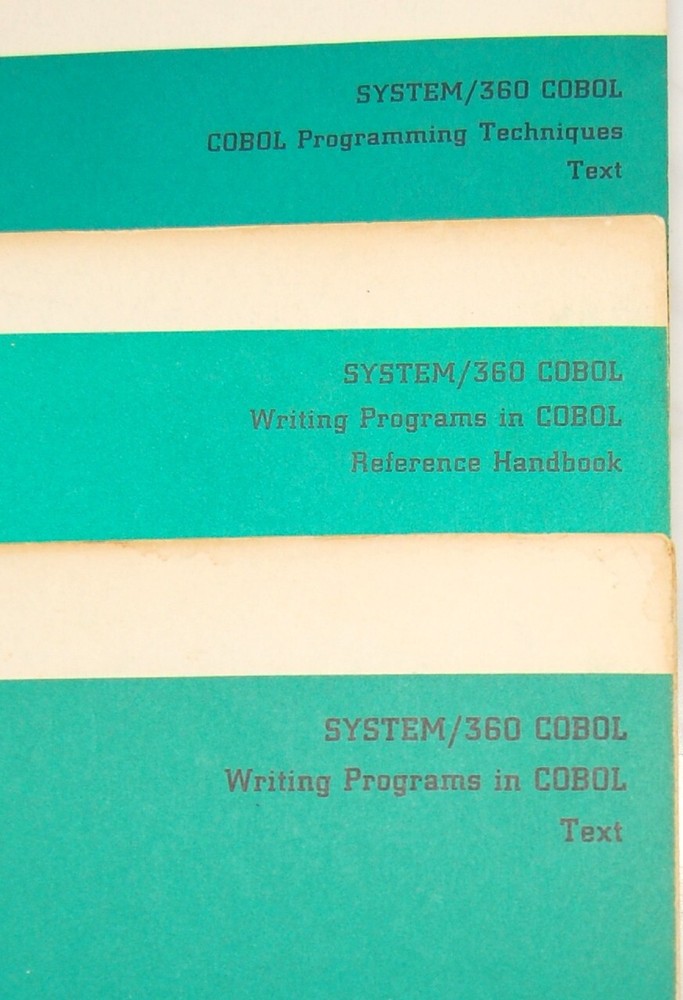 SYSTEM/360 COBOL
COBOL Programming Techniques
Text
SYSTEM/360 COBOL
Writing Programs in COBOL
Reference Handbook
SYSTEM/360 COBOL
Writing Programs in COBOL
Text